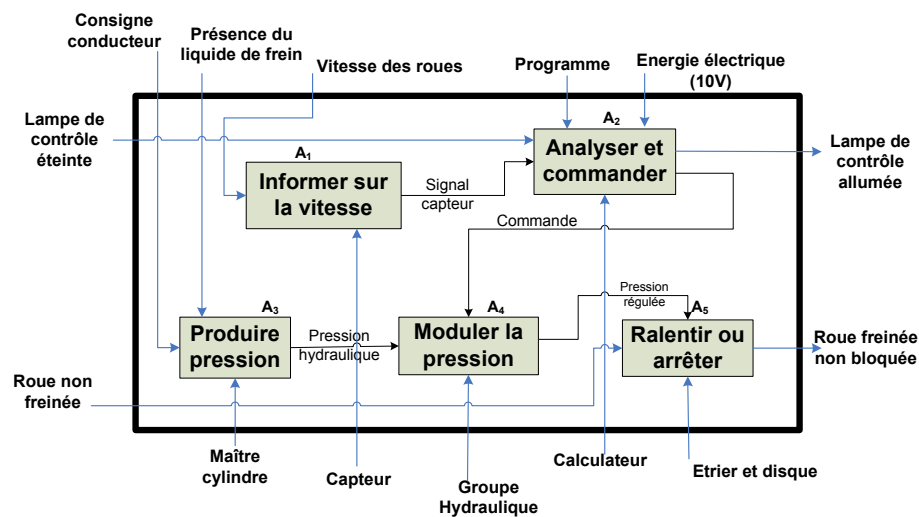 Consigne
conducteur
Présence du
liquide de frein
Vitesse des roues
Programme
Energie électrique
(10V)
Lampe de
contrôle
éteinte
A1
Informer sur
la vitesse
Signal
capteur
A2
Analyser et
commander
Lampe de
contrôle
allumée
Commande
A3
Produire
pression
Pression
hydraulique
A4
Moduler la
pression
Pression
régulée
A5
Ralentir ou
arrêter
Roue freinée
non bloquée
Roue non
freinée
Maître
cylindre
Capteur
Groupe
Hydraulique
Calculateur
Etrier et disque